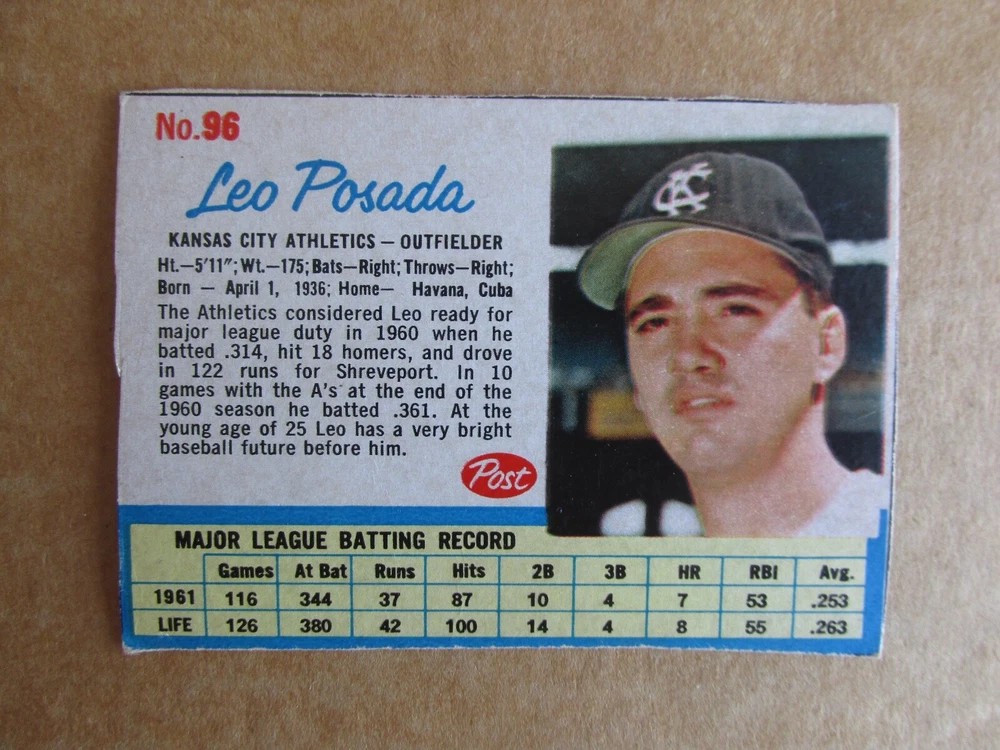 No.96
Leo Posada
KANSAS CITY ATHLETICS – OUTFIELDER
Ht.–5'11"; Wt.–175; Bats–Right; Throws–Right;
Born – April 1, 1936; Home– Havana, Cuba
The Athletics considered Leo ready for
major league duty in 1960 when he
batted .314, hit 18 homers, and drove
in 122 runs for Shreveport. In 10
games with the A's at the end of the
1960 season he batted .361. At the
young age of 25 Leo has a very bright
baseball future before him.
Post
KC
MAJOR LEAGUE BATTING RECORD
Games At Bat Runs Hits 2B 3B HR RBI Avg.
1961 116 344 37 87 10 4 7 53 .253
LIFE 126 380 42 100 14 4 8 55 .263